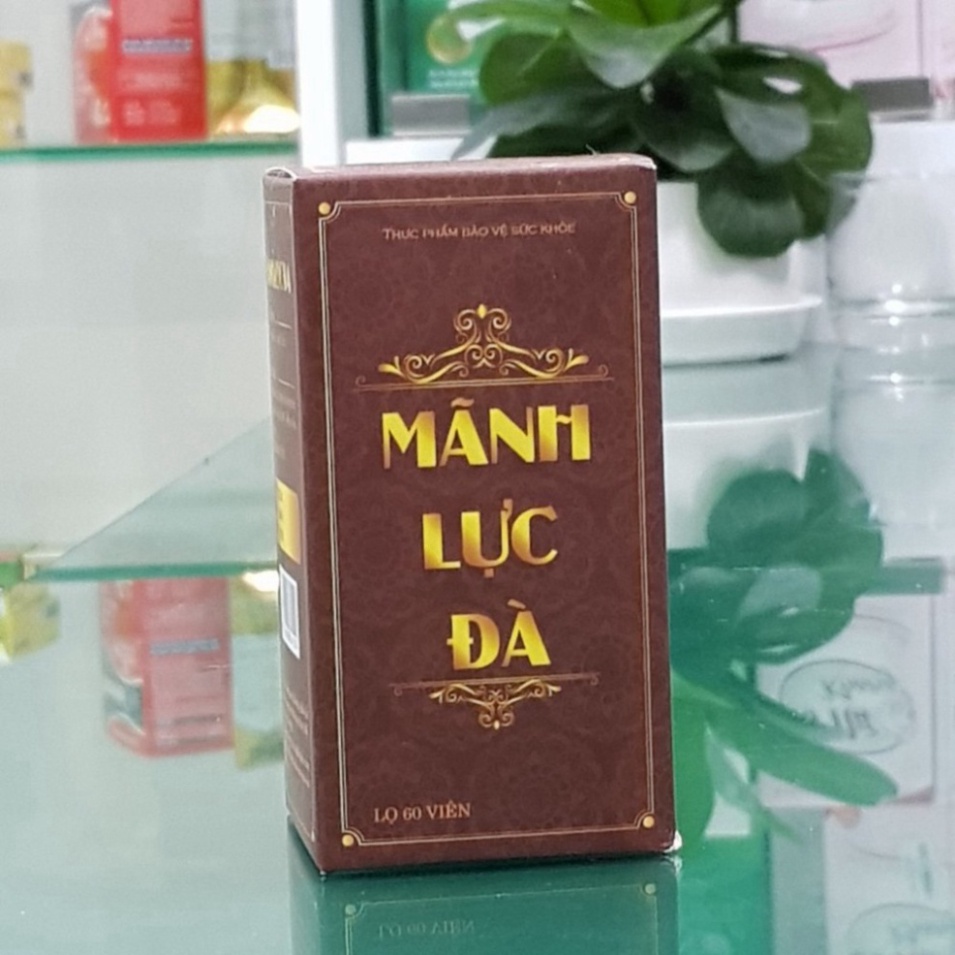 THỰC PHẨM BẢO VỆ SỨC KHỎE
MÃNH
LỰC
ĐÀ
LỌ 60 VIÊN